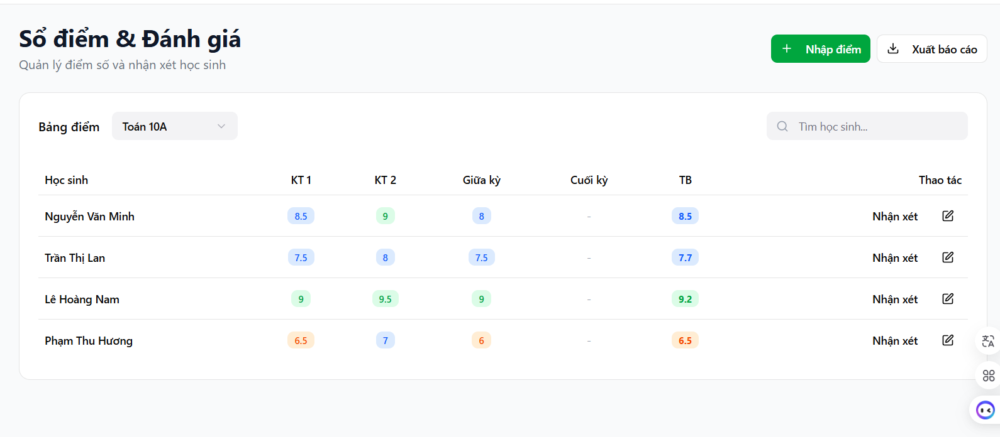 Sổ điểm & Đánh giá
Quản lý điểm số và nhận xét học sinh
Nhập điểm
Xuất báo cáo
Bảng điểm
Toán 10A
Tìm học sinh...
Học sinh KT 1 KT 2 Giữa kỳ Cuối kỳ TB Thao tác
Nguyễn Văn Minh 8.5 9 8 - 8.5 Nhận xét
Trần Thị Lan 7.5 8 7.5 - 7.7 Nhận xét
Lê Hoàng Nam 9 9.5 9 - 9.2 Nhận xét
Phạm Thu Hương 6.5 7 6 - 6.5 Nhận xét